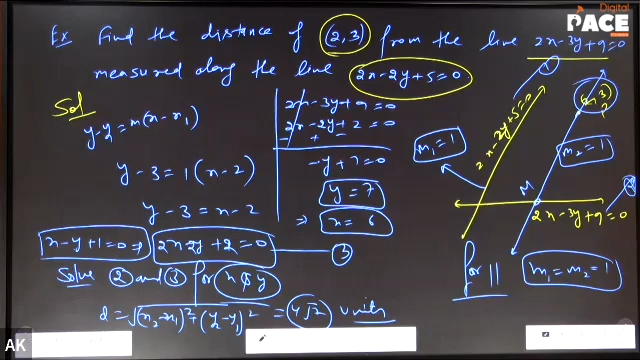 Digital
PACE
Ex Find the distance of (2,3) from the line 2x-3y+9=0
measured along the line 2x-2y+5=0
Sol
y-y₁=m(x-x₁)
y-3=1(x-2)
y-3=x-2
x-y+1=0 ⇒ 2x-2y+2=0 ③
Solve ② and ③ for x & y
d=√(x₂-x₁)²+(y₂-y₁)² = 4√2 units
2x-3y+9=0
2x-2y+2=0
- + -
-y+7=0
y=7
⇒ x=6
①
2x-2y+5=0
m₁=1
m₂=1
M
2x-3y+9=0
for ||
m₁=m₂=1
AK